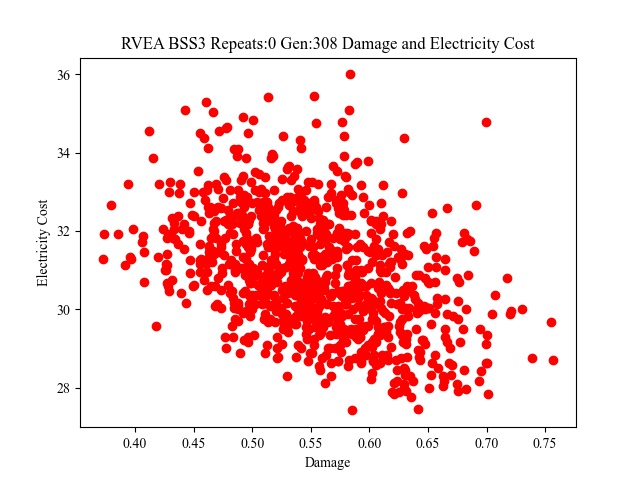 RVEA BSS3 Repeats:0 Gen:308 Damage and Electricity Cost
36
34
32
30
28
Electricity Cost
0.40 0.45 0.50 0.55 0.60 0.65 0.70 0.75
Damage